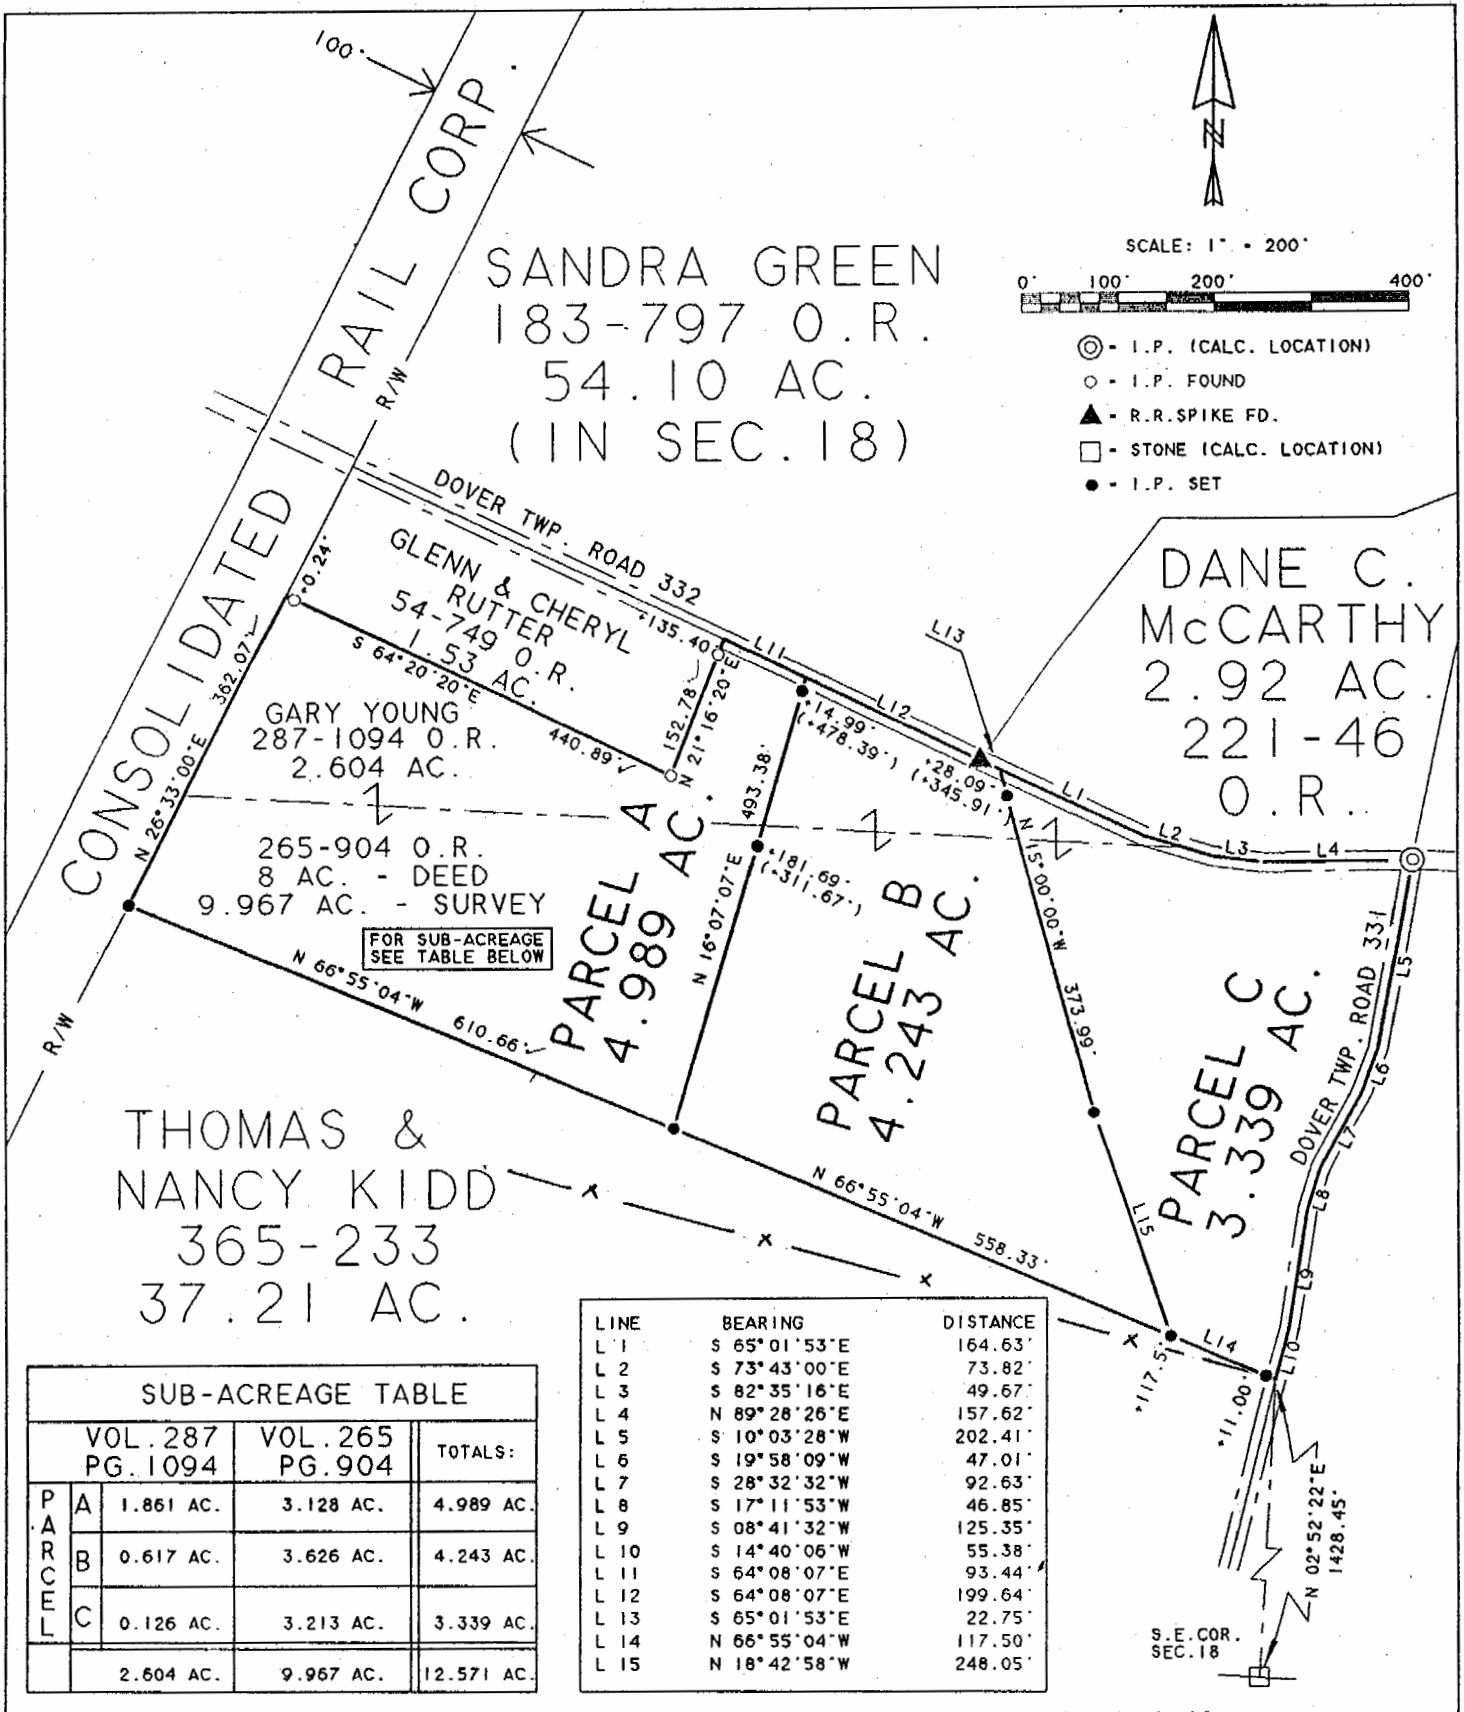 100'
CONSOLIDATED RAIL CORP.
R/W
SANDRA GREEN
183-797 O.R.
54.10 AC.
(IN SEC.18)
N
SCALE: 1" = 200'
0' 100' 200' 400'
- I.P. (CALC. LOCATION)
- I.P. FOUND
- R.R.SPIKE FD.
- STONE (CALC. LOCATION)
- I.P. SET
DOVER TWP. ROAD 332
GLENN & CHERYL
RUTTER
54-749 O.R.
1.53 AC.
+0.24'
362.07'
N 26°33'00"E
S 64°20'20"E
440.89'
+135.40'
152.78'
N 21°16'20"E
L11
L12
L13
+14.99'
(+478.39')
+28.09'
(+345.91')
DANE C.
McCARTHY
2.92 AC.
221-46
O.R.
L1
L2
L3
L4
GARY YOUNG
287-1094 O.R.
2.604 AC.
265-904 O.R.
8 AC. - DEED
9.967 AC. - SURVEY
FOR SUB-ACREAGE
SEE TABLE BELOW
PARCEL A
4.989 AC.
493.38'
N 16°07'07"E
+181.69'
(+311.67')
PARCEL B
4.243 AC.
N 15°00'00"W
373.99'
PARCEL C
3.339 AC.
DOVER TWP. ROAD 331
L5
L6
L7
L8
L9
L10
N 66°55'04"W
610.66'
R/W
N 66°55'04"W
558.33'
L15
L14
+117.5'
+11.00'
THOMAS &
NANCY KIDD
365-233
37.21 AC.
X X X X
N 02°52'22"E
1428.45'
S.E.COR.
SEC.18
SUB-ACREAGE TABLE
VOL.287 PG.1094 VOL.265 PG.904 TOTALS:
PARCEL
A 1.861 AC. 3.128 AC. 4.989 AC.
B 0.617 AC. 3.626 AC. 4.243 AC.
C 0.126 AC. 3.213 AC. 3.339 AC.
2.604 AC. 9.967 AC. 12.571 AC.
LINE BEARING DISTANCE
L 1 S 65°01'53"E 164.63'
L 2 S 73°43'00"E 73.82'
L 3 S 82°35'16"E 49.67'
L 4 N 89°28'26"E 157.62'
L 5 S 10°03'28"W 202.41'
L 6 S 19°58'09"W 47.01'
L 7 S 28°32'32"W 92.63'
L 8 S 17°11'53"W 46.85'
L 9 S 08°41'32"W 125.35'
L 10 S 14°40'06"W 55.38'
L 11 S 64°08'07"E 93.44'
L 12 S 64°08'07"E 199.64'
L 13 S 65°01'53"E 22.75'
L 14 N 66°55'04"W 117.50'
L 15 N 18°42'58"W 248.05'